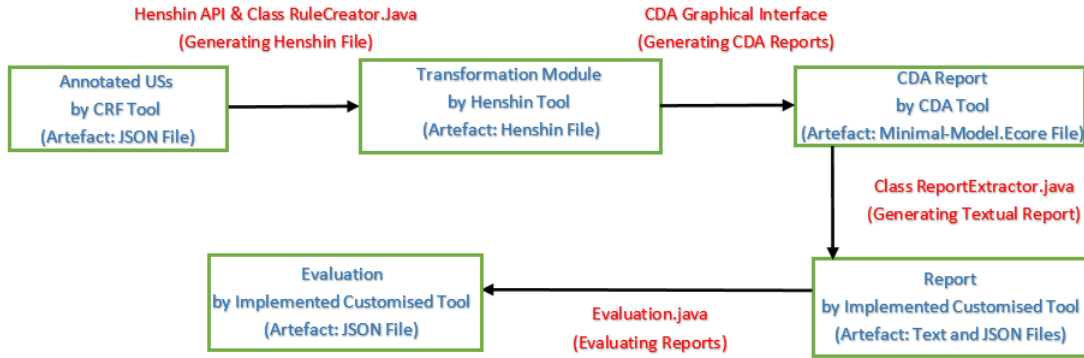 Henshin API & Class RuleCreator.Java
(Generating Henshin File)
CDA Graphical Interface
(Generating CDA Reports)
Annotated USs
by CRF Tool
(Artefact: JSON File)
Transformation Module
by Henshin Tool
(Artefact: Henshin File)
CDA Report
by CDA Tool
(Artefact: Minimal-Model.Ecore File)
Class ReportExtractor.java
(Generating Textual Report)
Evaluation
by Implemented Customised Tool
(Artefact: JSON File)
Evaluation.java
(Evaluating Reports)
Report
by Implemented Customised Tool
(Artefact: Text and JSON Files)